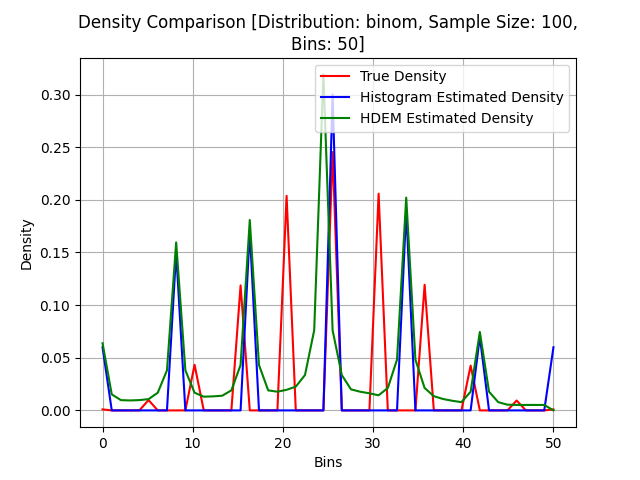 Density Comparison [Distribution: binom, Sample Size: 100,
Bins: 50]
True Density
Histogram Estimated Density
HDEM Estimated Density
Density
0.30
0.25
0.20
0.15
0.10
0.05
0.00
0 10 20 30 40 50
Bins